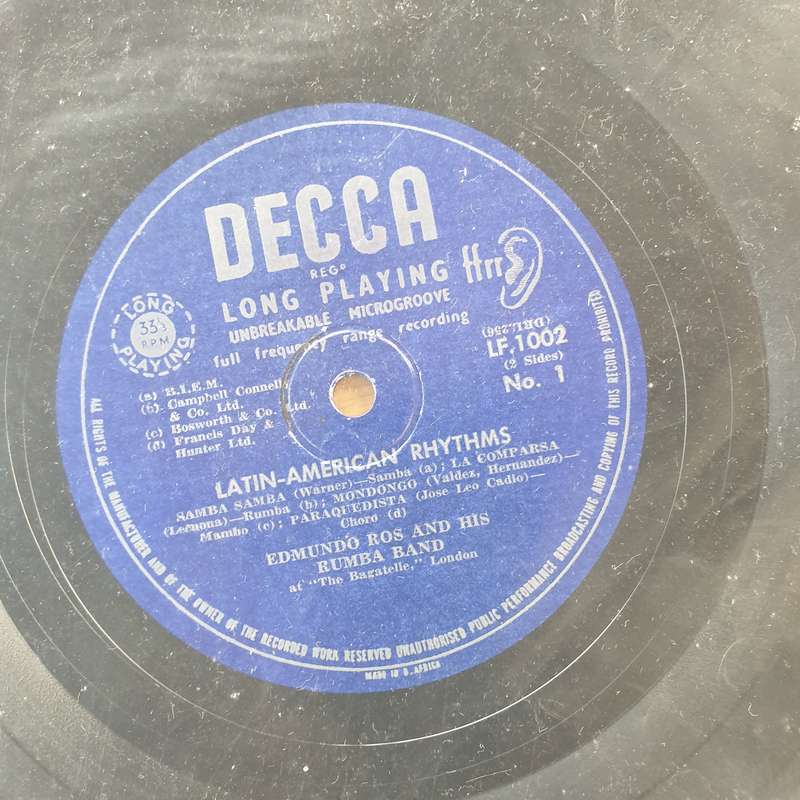 DECCA
REGD
LONG PLAYING ffrr
UNBREAKABLE MICROGROOVE
full frequency range recording
LONG
33⅓
R.P.M
PLAYING
LF.1002
(2 Sides)
No. 1
(a) B.I.E.M.
(b) Campbell Connelly
& Co. Ltd.
(c) Bosworth & Co. Ltd.
(d) Francis Day &
Hunter Ltd.
LATIN-AMERICAN RHYTHMS
SAMBA SAMBA (Warner)—Samba (a); LA COMPARSA
(Lecuona)—Rumba (b); MONDONGO (Valdez, Hernandez)—
Mambo (c); PARAQUEDISTA (Jose Leo Cadio)—
Choro (d)
EDMUNDO ROS AND HIS
RUMBA BAND
at "The Bagatelle," London
ALL RIGHTS OF THE MANUFACTURER AND OF THE OWNER OF THE RECORDED WORK RESERVED UNAUTHORISED PUBLIC PERFORMANCE BROADCASTING AND COPYING OF THIS RECORD PROHIBITED
MADE IN S. AFRICA